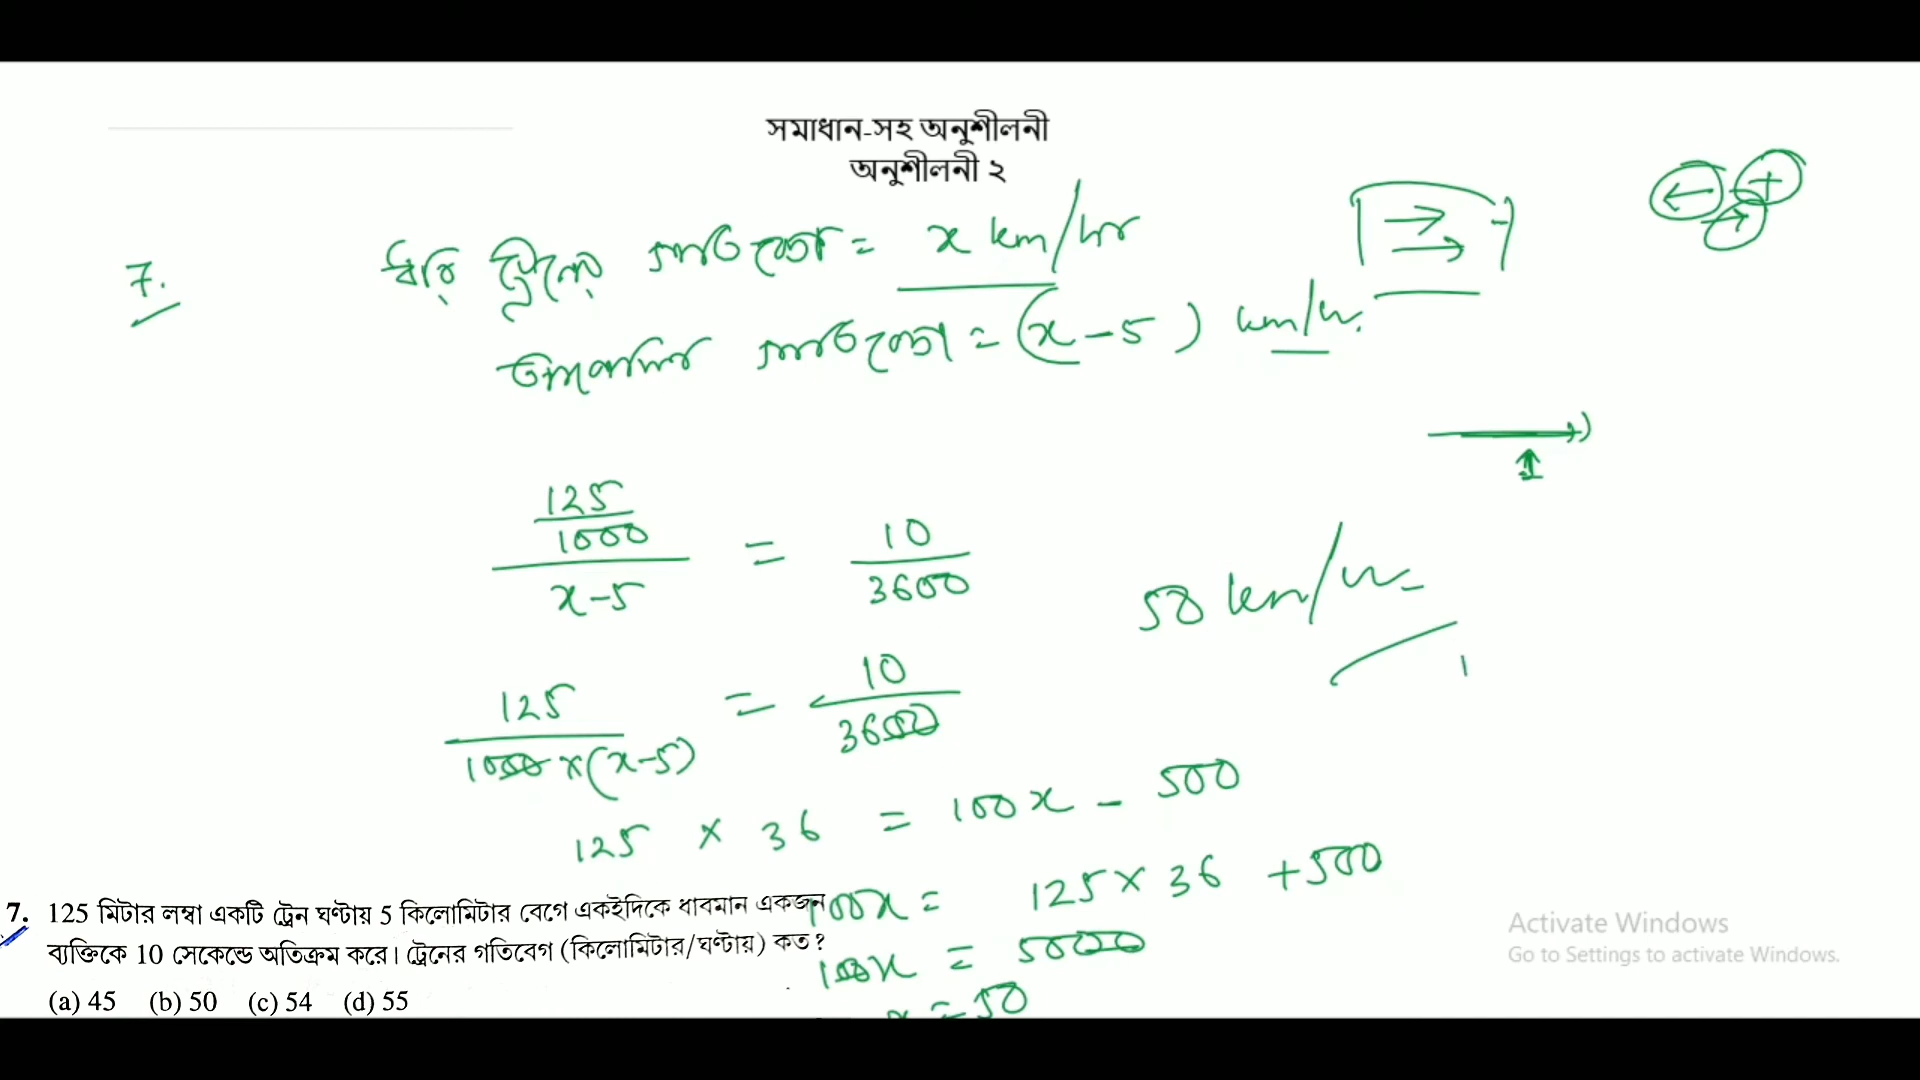 সমাধান-সহ অনুশীলনী
অনুশীলনী ২
7.
ধরি ট্রেনের গতিবেগ = x km/hr
আপেক্ষিক গতিবেগ = (x-5) km/hr.
125
1000
x-5
=
10
3600
50 km/hr
125
1000 x (x-5)
=
10
3600
125 x 36 = 100x - 500
100x = 125 x 36 + 500
100x = 5000
x = 50
7. 125 মিটার লম্বা একটি ট্রেন ঘণ্টায় 5 কিলোমিটার বেগে একইদিকে ধাবমান একজন
ব্যক্তিকে 10 সেকেন্ডে অতিক্রম করে। ট্রেনের গতিবেগ (কিলোমিটার/ঘণ্টায়) কত?
(a) 45 (b) 50 (c) 54 (d) 55
Activate Windows
Go to Settings to activate Windows.